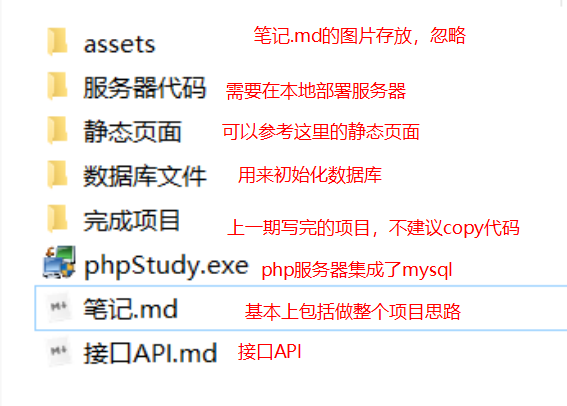 assets 笔记.md的图片存放，忽略
服务器代码 需要在本地部署服务器
静态页面 可以参考这里的静态页面
数据库文件 用来初始化数据库
完成项目 上一期写完的项目，不建议copy代码
phpStudy.exe php服务器集成了mysql
M↓ 笔记.md 基本上包括做整个项目思路
M↓ 接口API.md 接口API